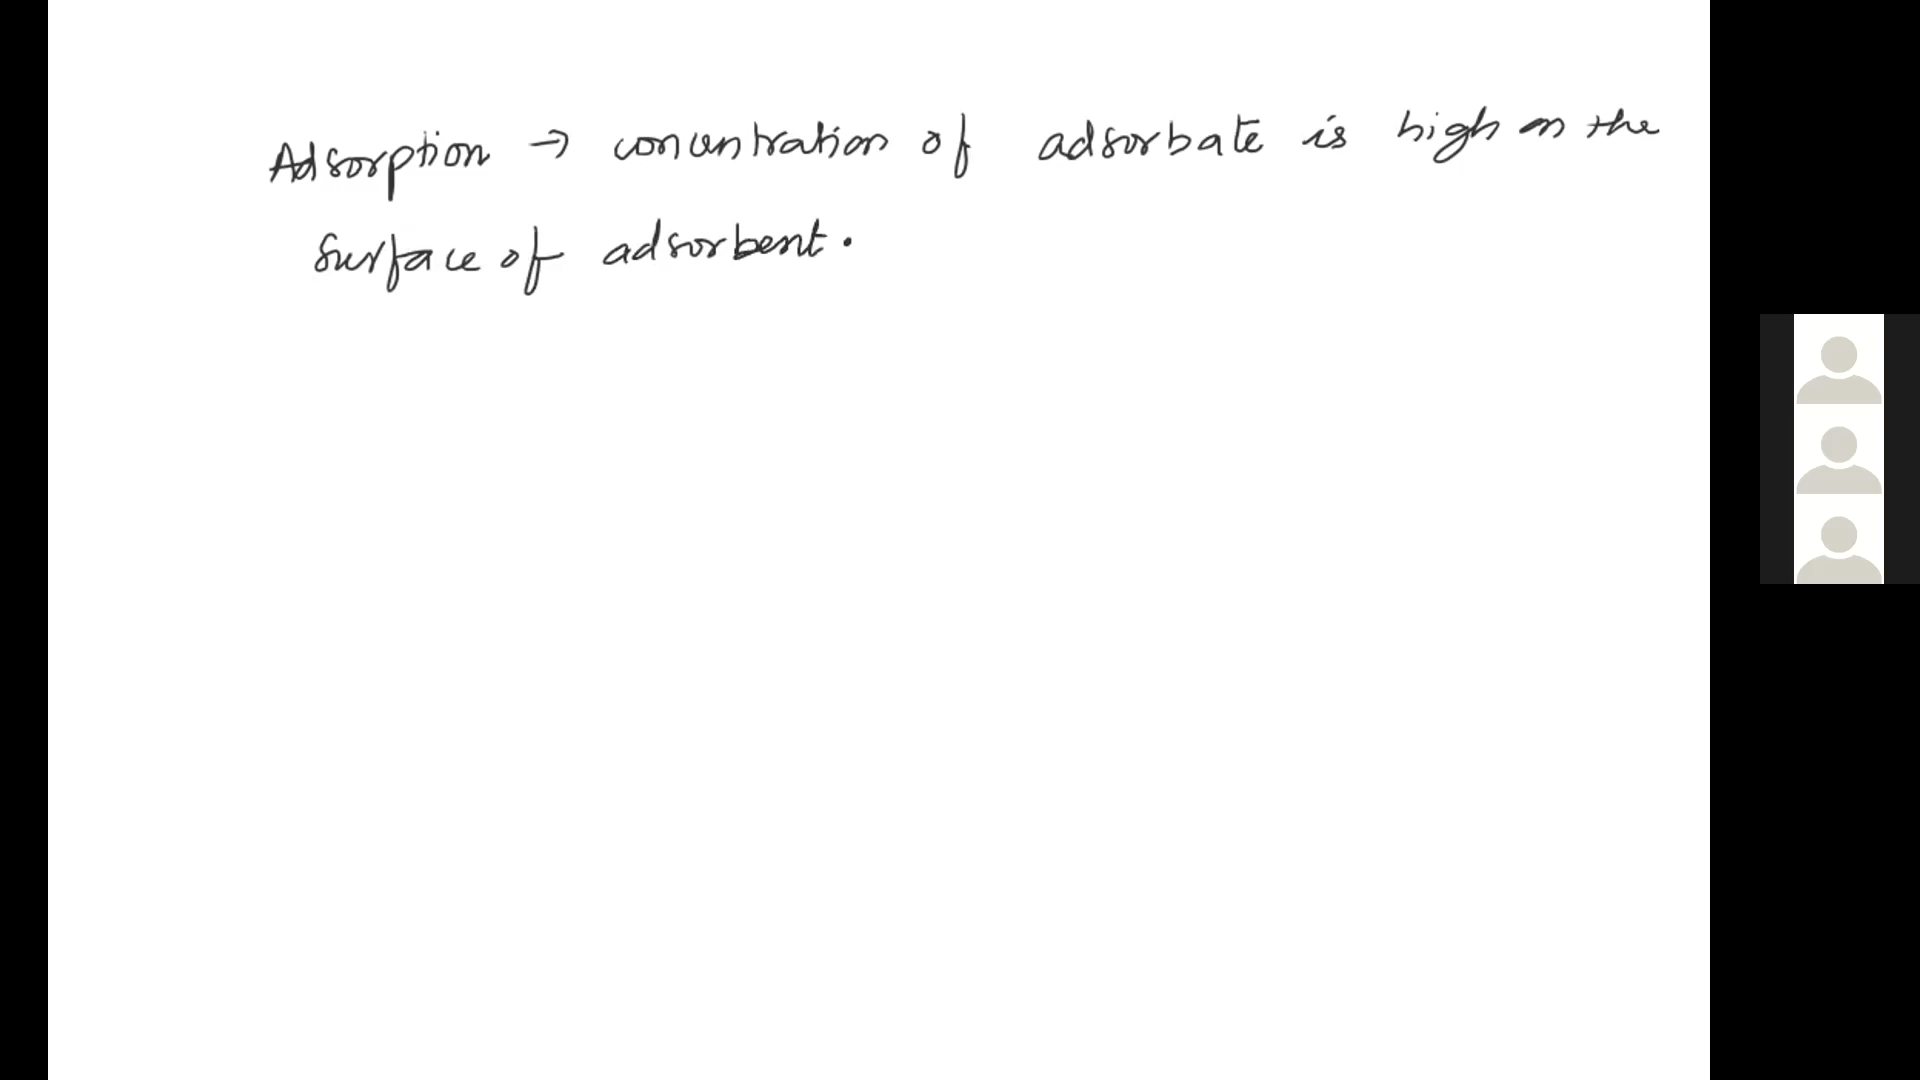 Adsorption → concentration of adsorbate is high on the
surface of adsorbent.